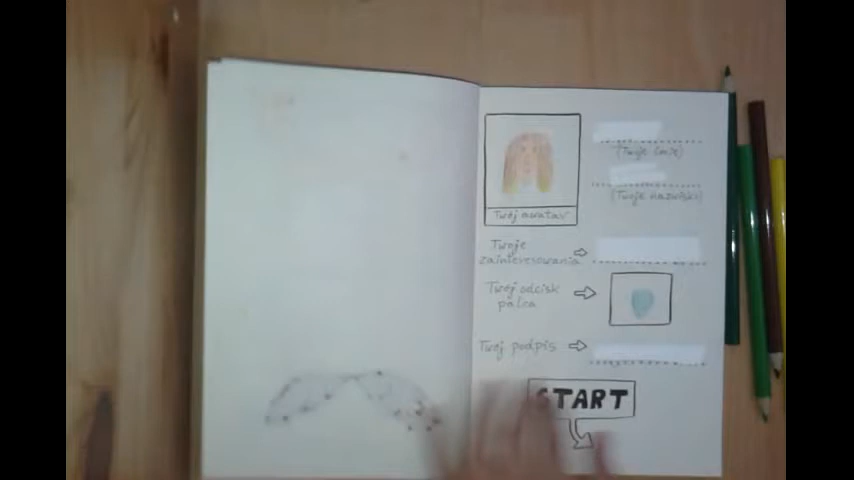 (Twoje imię)
(Twoje nazwisko)
Twój awatar
Twoje
zainteresowania
Twój odcisk
palca
Twój podpis
START